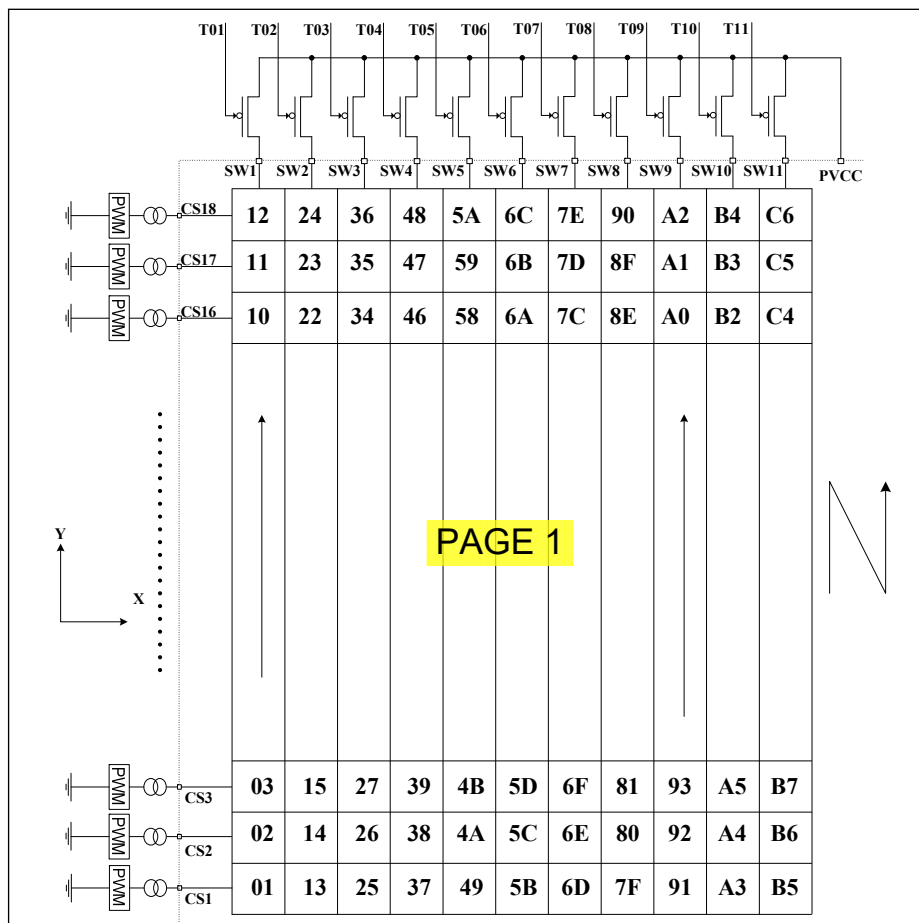 T01 T02 T03 T04 T05 T06 T07 T08 T09 T10 T11
SW1 SW2 SW3 SW4 SW5 SW6 SW7 SW8 SW9 SW10 SW11 PVCC
PWM CS18 12 24 36 48 5A 6C 7E 90 A2 B4 C6
PWM CS17 11 23 35 47 59 6B 7D 8F A1 B3 C5
PWM CS16 10 22 34 46 58 6A 7C 8E A0 B2 C4
PAGE 1
Y
X
PWM CS3 03 15 27 39 4B 5D 6F 81 93 A5 B7
PWM CS2 02 14 26 38 4A 5C 6E 80 92 A4 B6
PWM CS1 01 13 25 37 49 5B 6D 7F 91 A3 B5